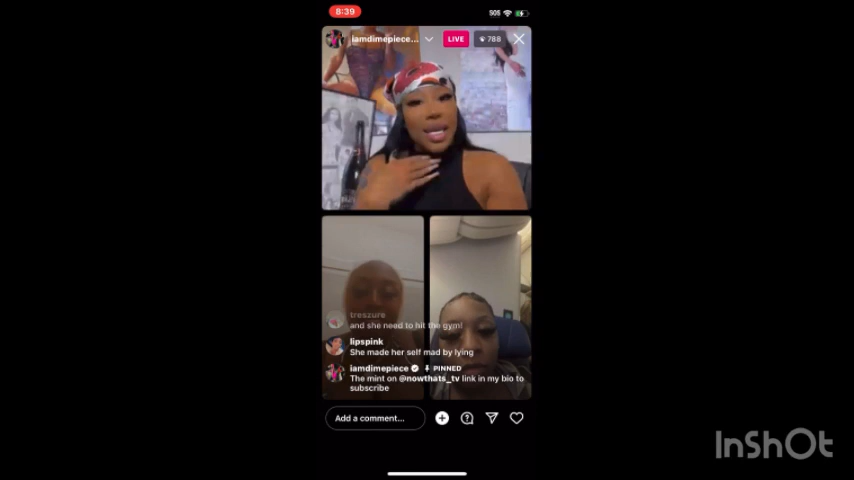 8:39
SOS
iamdimepiece...
LIVE
788
treszure
and she need to hit the gym!
lipspink
She made her self mad by lying
iamdimepiece PINNED
The mint on @nowthats_tv link in my bio to
subscribe
Add a comment...
InShOt